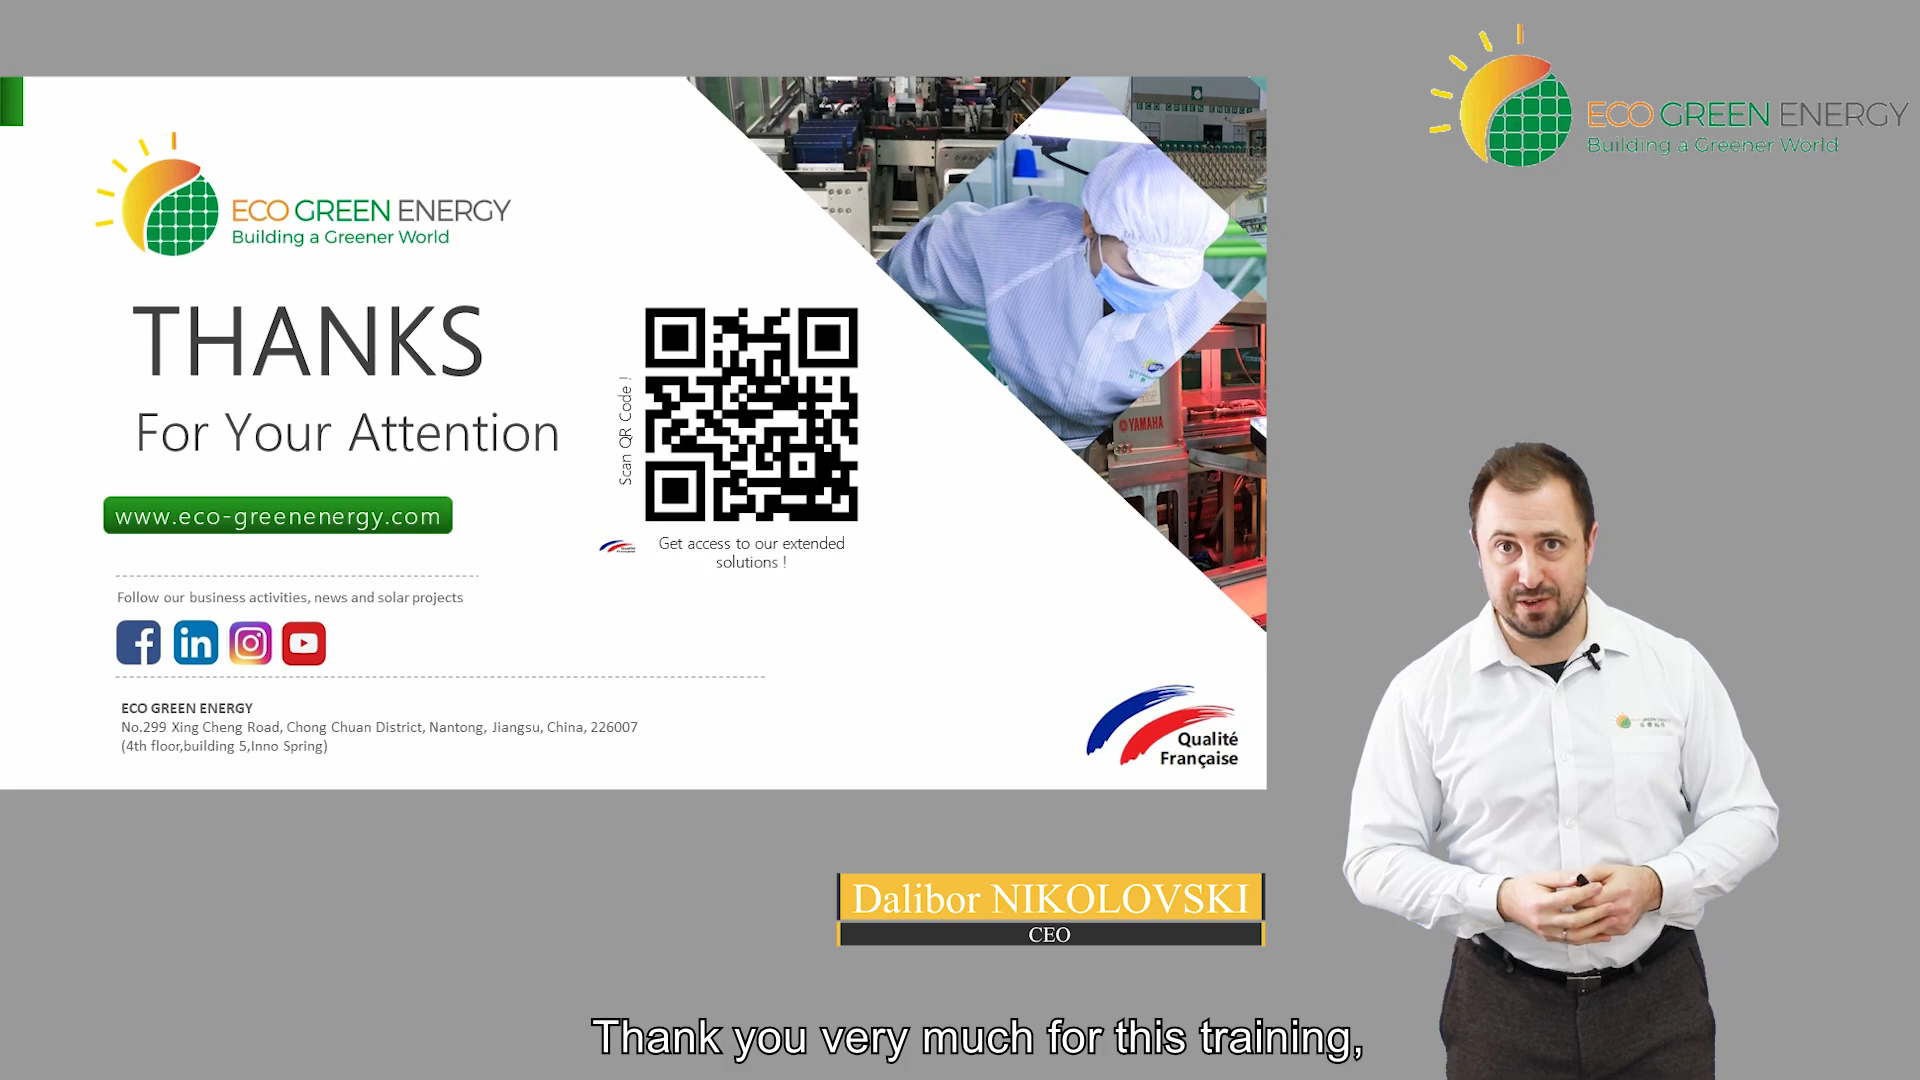 ECO GREEN ENERGY
Building a Greener World
ECO GREEN ENERGY
Building a Greener World
THANKS
For Your Attention
www.eco-greenenergy.com
Scan QR Code !
Get access to our extended
solutions !
Follow our business activities, news and solar projects
ECO GREEN ENERGY
No.299 Xing Cheng Road, Chong Chuan District, Nantong, Jiangsu, China, 226007
(4th floor,building 5,Inno Spring)
YAMAHA
Qualité
Française
Dalibor NIKOLOVSKI
CEO
Thank you very much for this training,